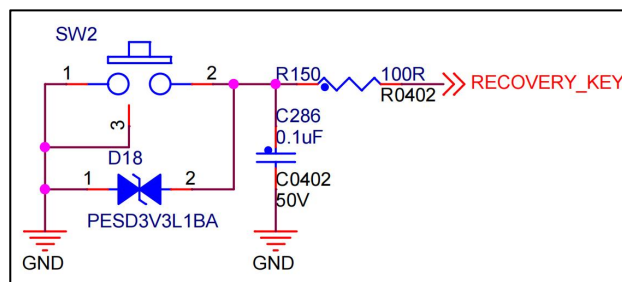 SW2
1
2
3
R150
100R
R0402
RECOVERY_KEY
C286
0.1uF
D18
1
2
C0402
50V
PESD3V3L1BA
GND
GND